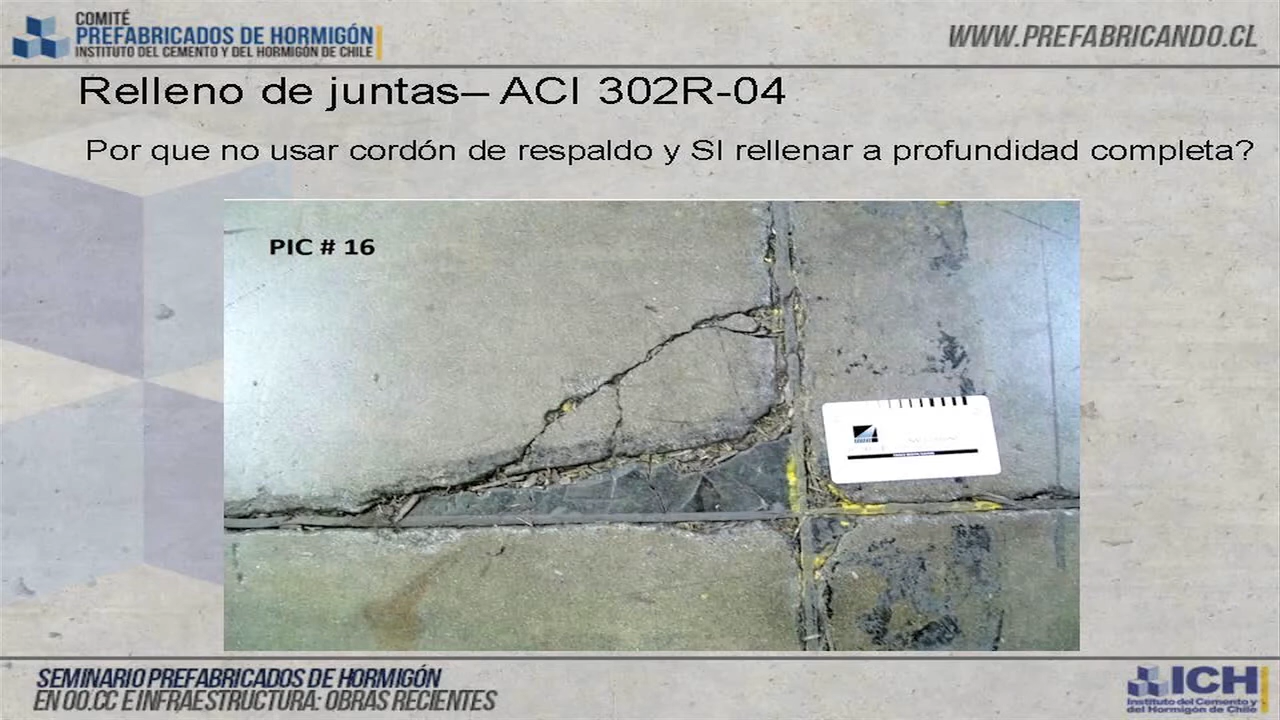 COMITÉ
PREFABRICADOS DE HORMIGÓN
INSTITUTO DEL CEMENTO Y DEL HORMIGÓN DE CHILE
WWW.PREFABRICANDO.CL
Relleno de juntas– ACI 302R-04
Por que no usar cordón de respaldo y SI rellenar a profundidad completa?
PIC # 16
SEMINARIO PREFABRICADOS DE HORMIGÓN
EN OO.CC E INFRAESTRUCTURA: OBRAS RECIENTES
ICH
Instituto del Cemento y
del Hormigón de Chile